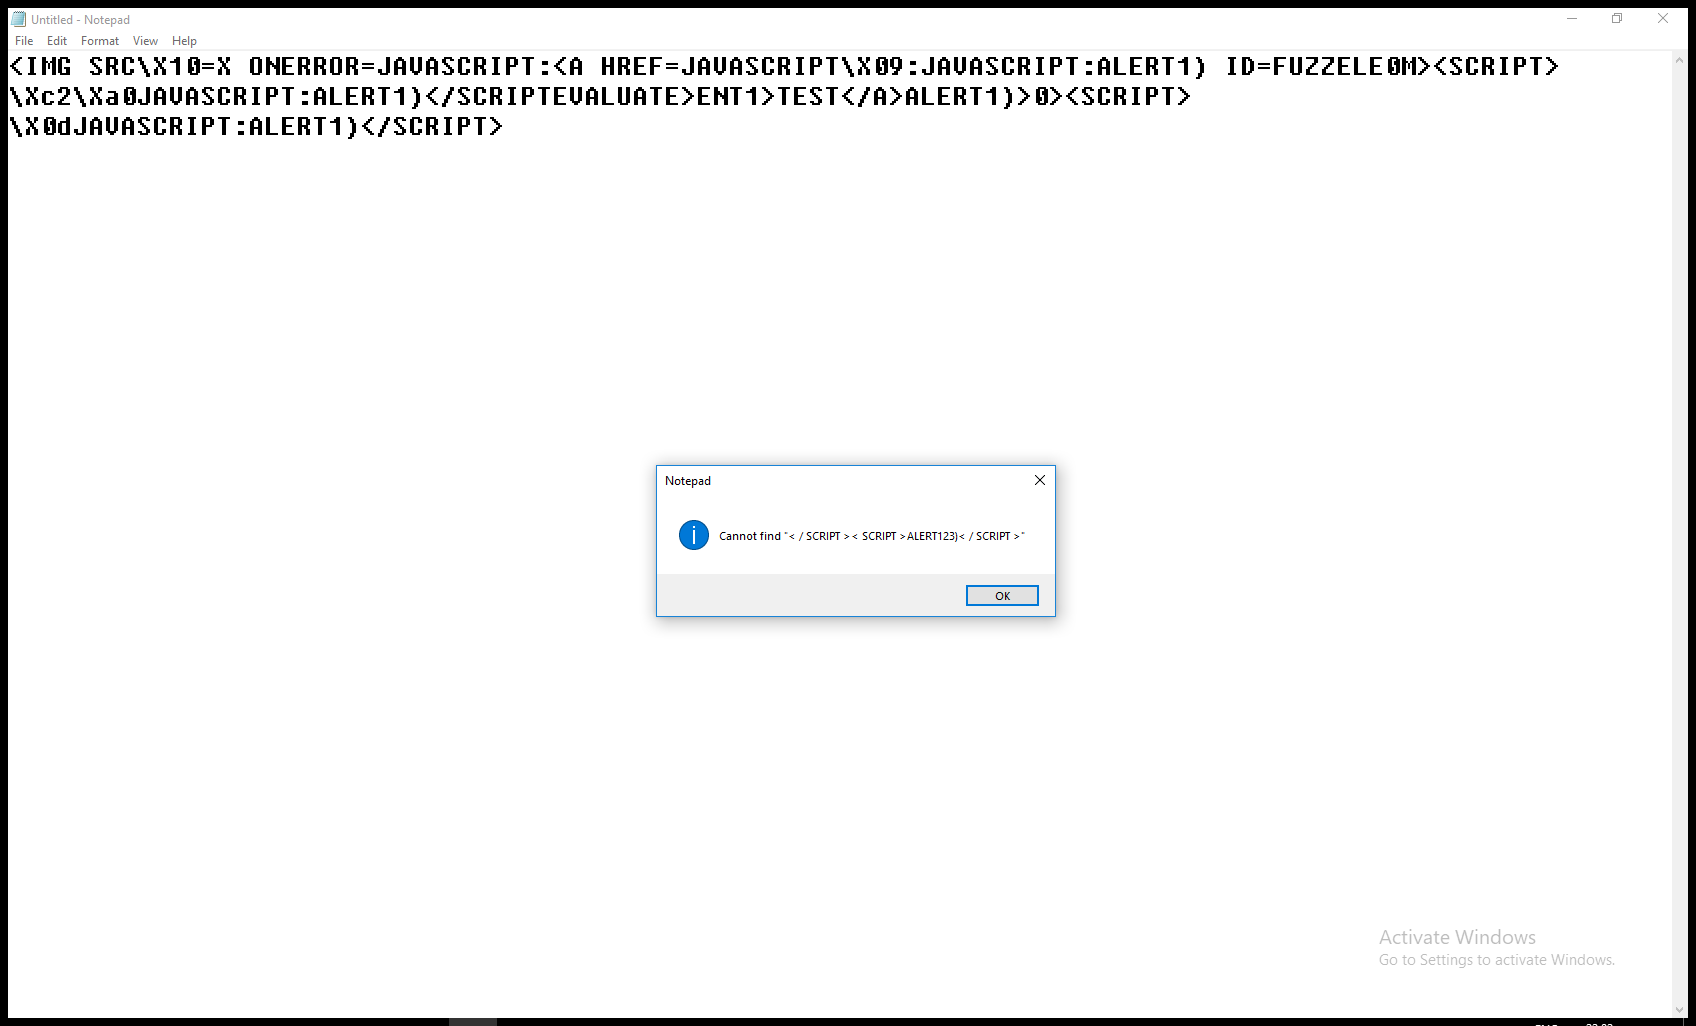 Untitled - Notepad
File Edit Format View Help
<IMG SRC\X10=X ONERROR=JAVASCRIPT:<A HREF=JAVASCRIPT\X09:JAVASCRIPT:ALERT1) ID=FUZZELE0M><SCRIPT>
\Xc2\Xa0JAVASCRIPT:ALERT1)</SCRIPTEVALUATE>ENT1>TEST</A>ALERT1)>0><SCRIPT>
\X0dJAVASCRIPT:ALERT1)</SCRIPT>
Notepad
Cannot find "< / SCRIPT >< SCRIPT >ALERT123)< / SCRIPT >"
OK
Activate Windows
Go to Settings to activate Windows.